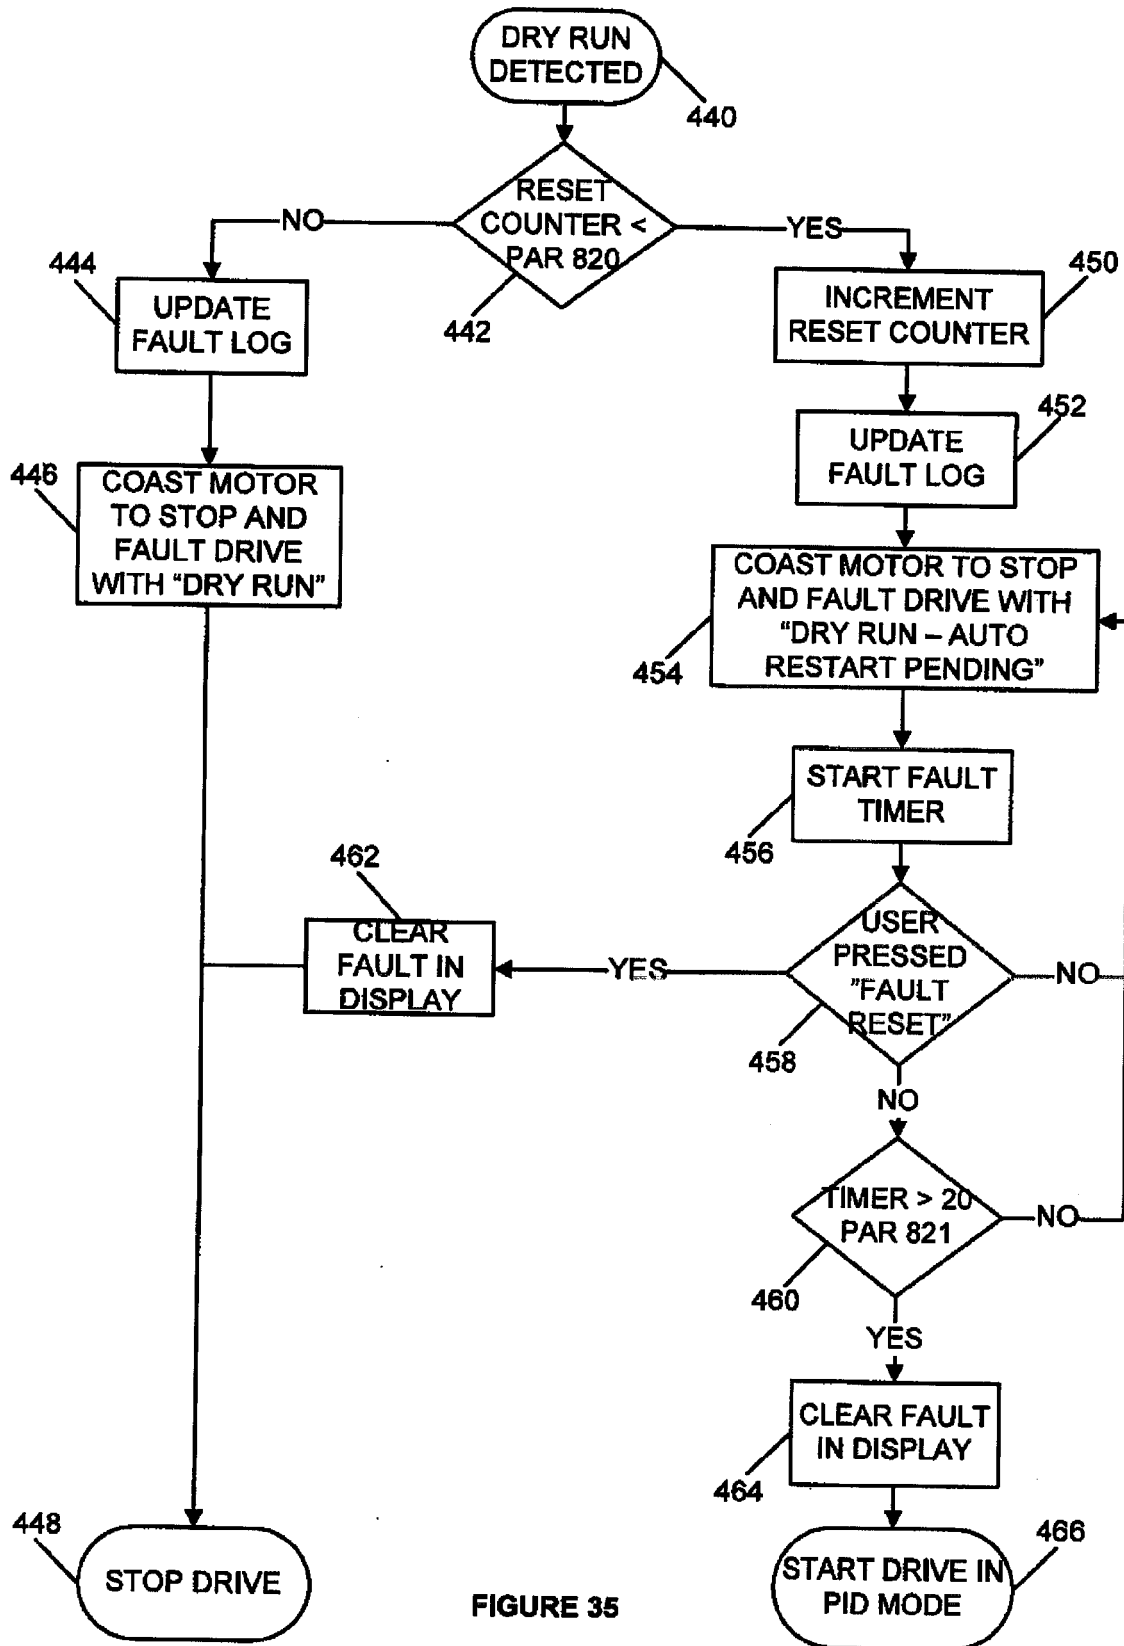 DRY RUN
DETECTED
440
RESET
COUNTER <
PAR 820
442
NO
YES
444
UPDATE
FAULT LOG
450
INCREMENT
RESET COUNTER
452
UPDATE
FAULT LOG
446
COAST MOTOR
TO STOP AND
FAULT DRIVE
WITH "DRY RUN"
COAST MOTOR TO STOP
AND FAULT DRIVE WITH
"DRY RUN – AUTO
RESTART PENDING"
454
START FAULT
TIMER
456
462
CLEAR
FAULT IN
DISPLAY
YES
USER
PRESSED
"FAULT
RESET"
NO
458
NO
TIMER > 20
PAR 821
NO
460
YES
CLEAR FAULT
IN DISPLAY
464
448
STOP DRIVE
FIGURE 35
START DRIVE IN
PID MODE
466